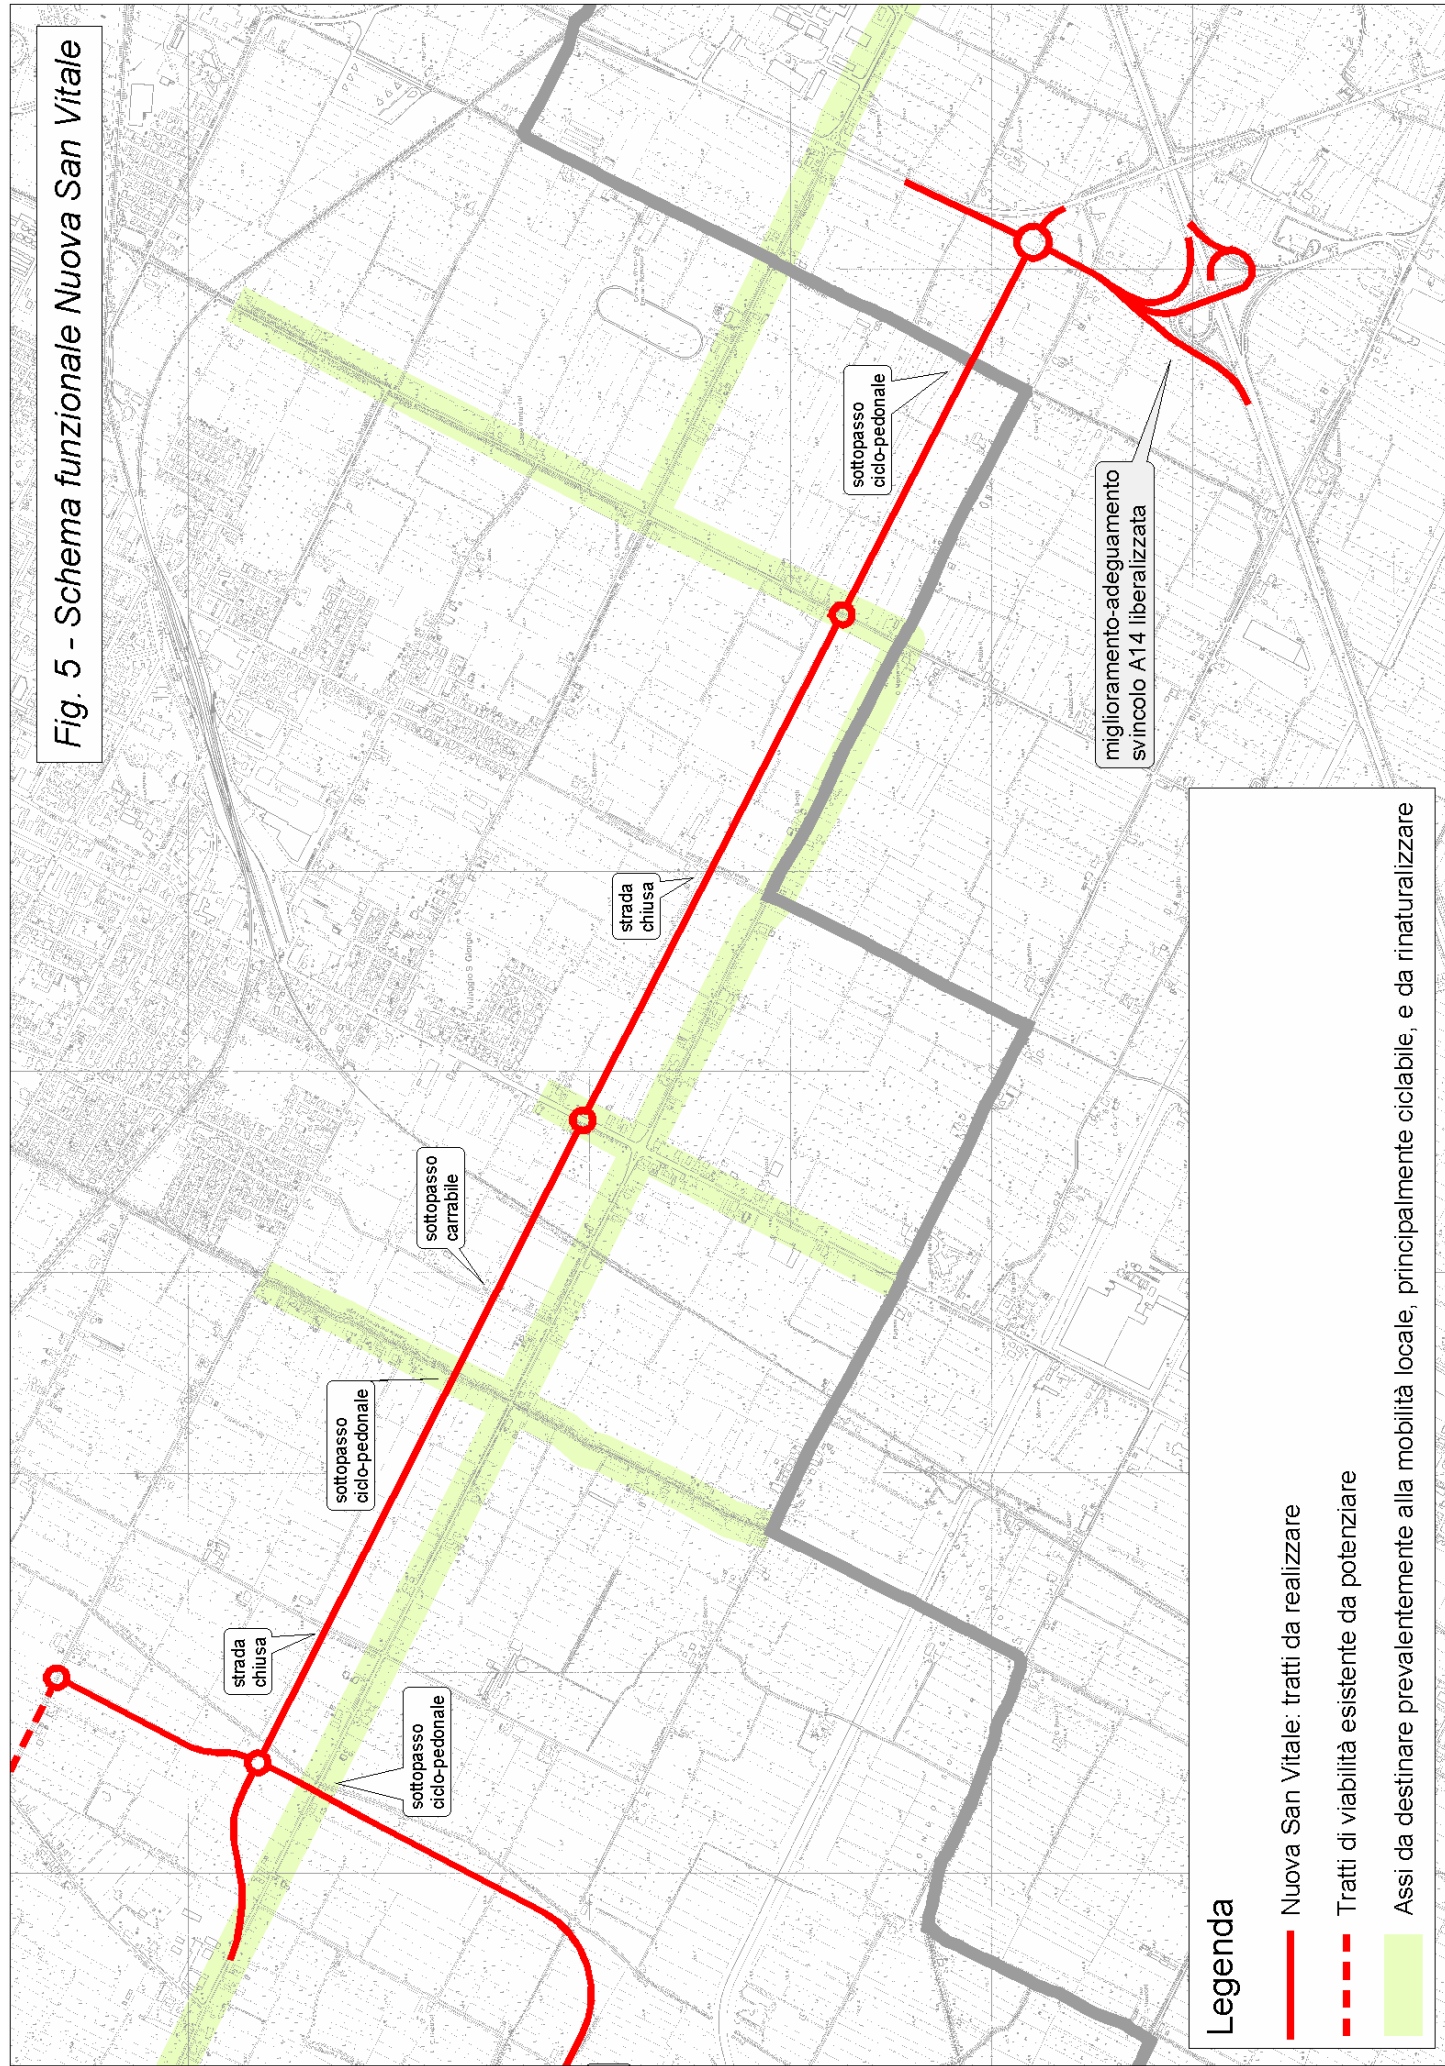 Fig. 5 - Schema funzionale Nuova San Vitale
strada
chiusa
sottopasso
ciclo-pedonale
sottopasso
ciclo-pedonale
sottopasso
carrabile
strada
chiusa
sottopasso
ciclo-pedonale
miglioramento-adeguamento
svincolo A14 liberalizzata
Villaggio S. Giorgio
Legenda
Nuova San Vitale: tratti da realizzare
Tratti di viabilità esistente da potenziare
Assi da destinare prevalentemente alla mobilità locale, principalmente ciclabile, e da rinaturalizzare